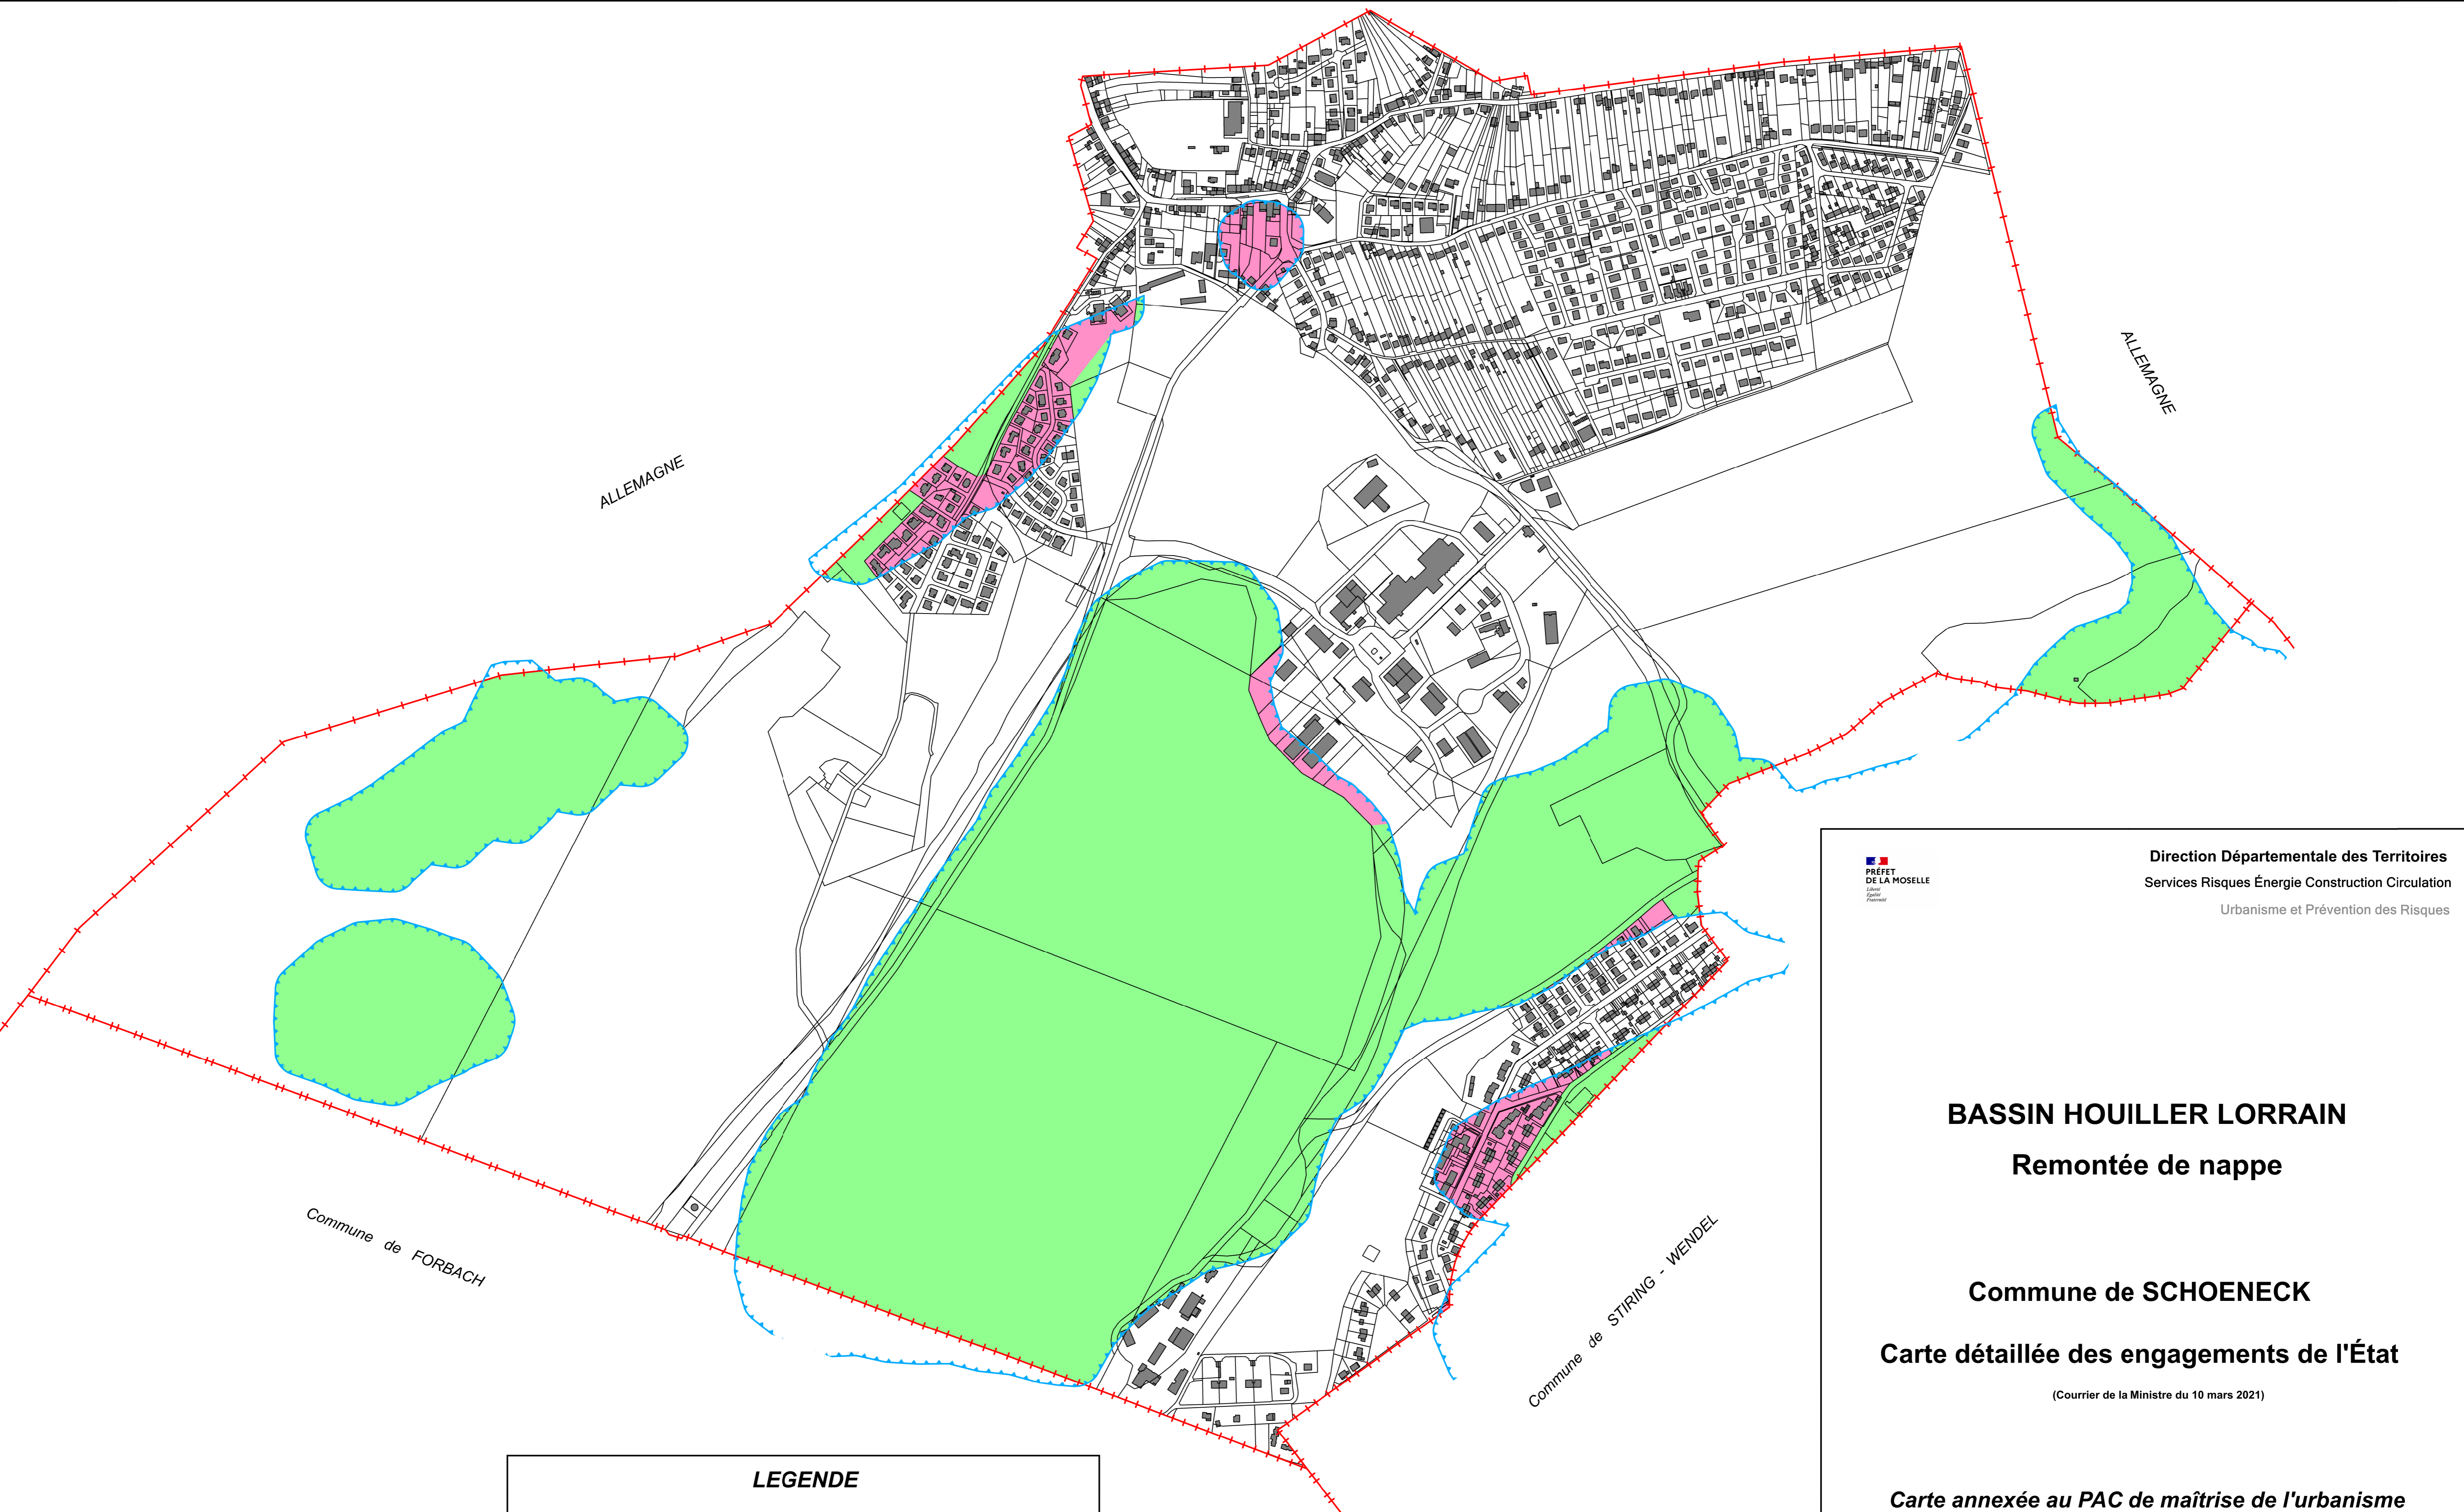 ALLEMAGNE
ALLEMAGNE
Commune de FORBACH
Commune de STIRING - WENDEL
LEGENDE
PRÉFET
DE LA MOSELLE
Liberté
Égalité
Fraternité
Direction Départementale des Territoires
Services Risques Énergie Construction Circulation
Urbanisme et Prévention des Risques
BASSIN HOUILLER LORRAIN
Remontée de nappe
Commune de SCHOENECK
Carte détaillée des engagements de l'État
(Courrier de la Ministre du 10 mars 2021)
Carte annexée au PAC de maîtrise de l'urbanisme